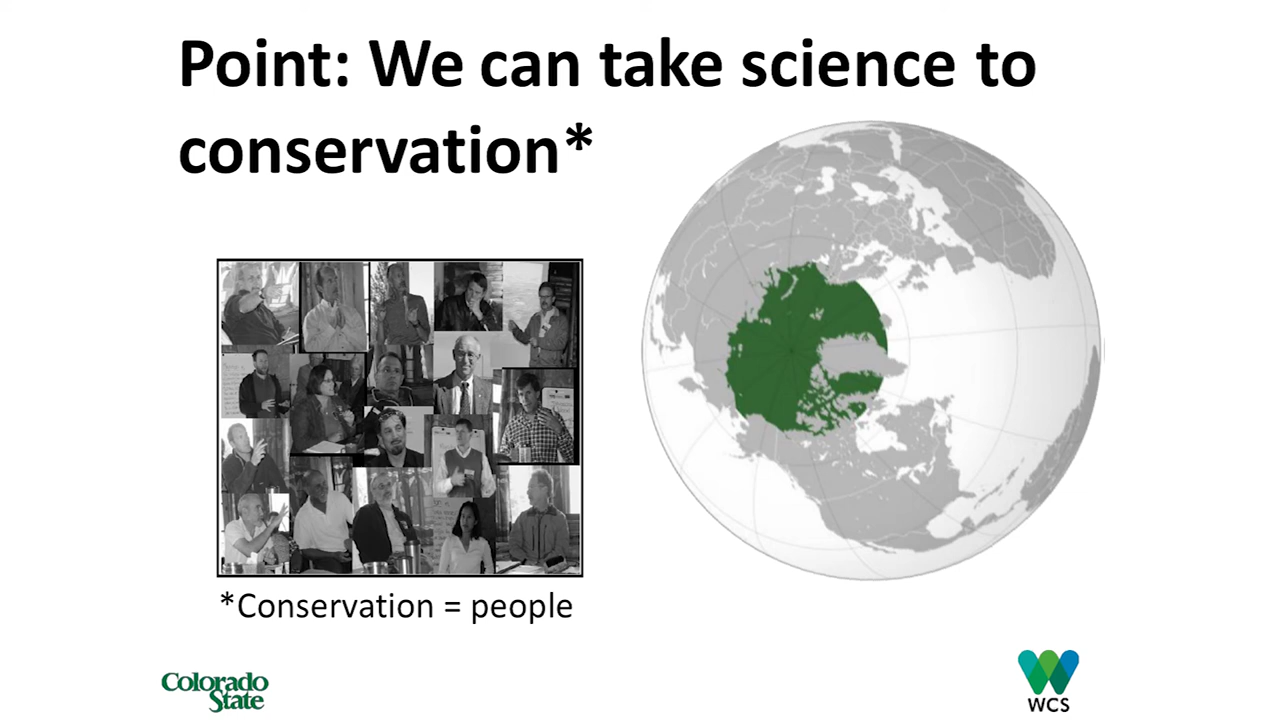 Point: We can take science to
conservation*
*Conservation = people
Colorado
State
WCS